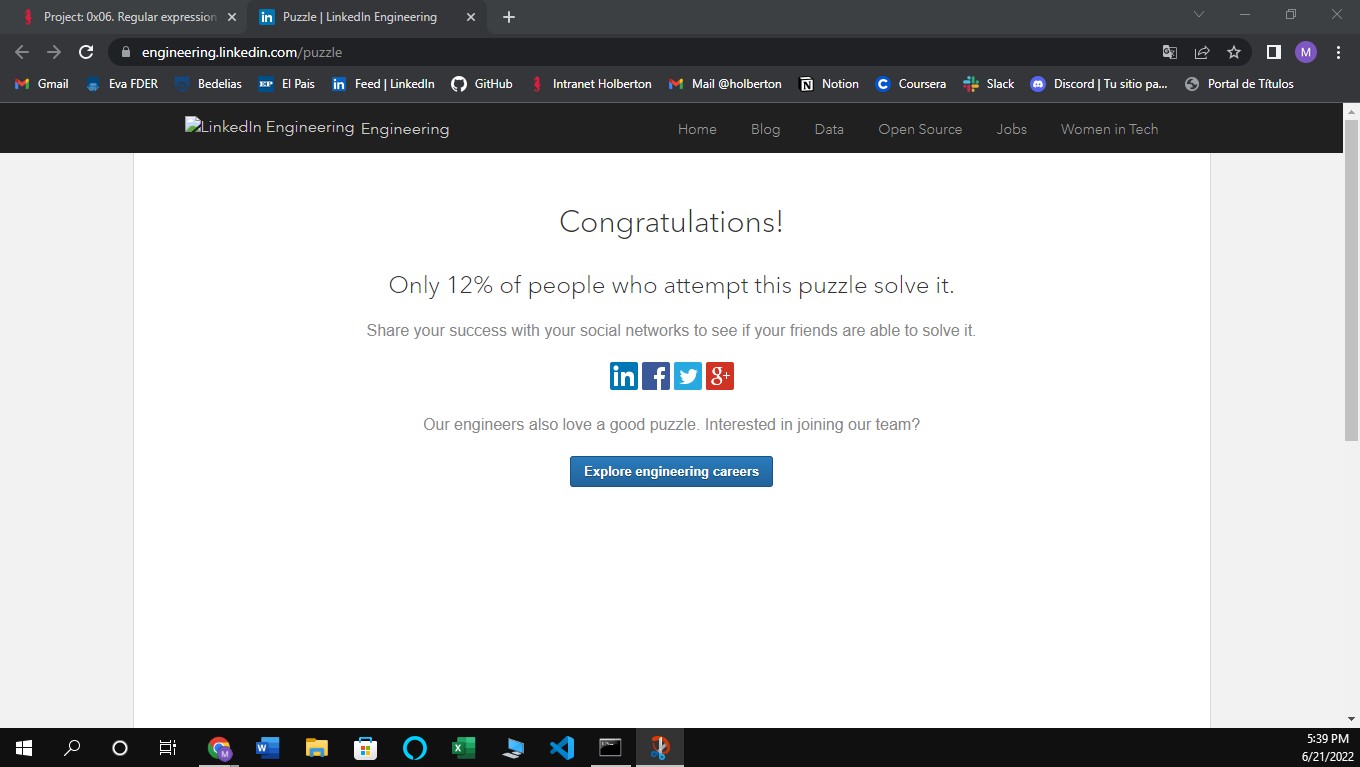 Project: 0x06. Regular expression
Puzzle | LinkedIn Engineering
engineering.linkedin.com/puzzle
M
Gmail
Eva FDER
Bedelias
EP
El Pais
in
Feed | LinkedIn
GitHub
Intranet Holberton
Mail @holberton
Notion
Coursera
Slack
Discord | Tu sitio pa...
Portal de Títulos
LinkedIn Engineering Engineering
Home
Blog
Data
Open Source
Jobs
Women in Tech
Congratulations!
Only 12% of people who attempt this puzzle solve it.
Share your success with your social networks to see if your friends are able to solve it.
in f g+
Our engineers also love a good puzzle. Interested in joining our team?
Explore engineering careers
5:39 PM
6/21/2022